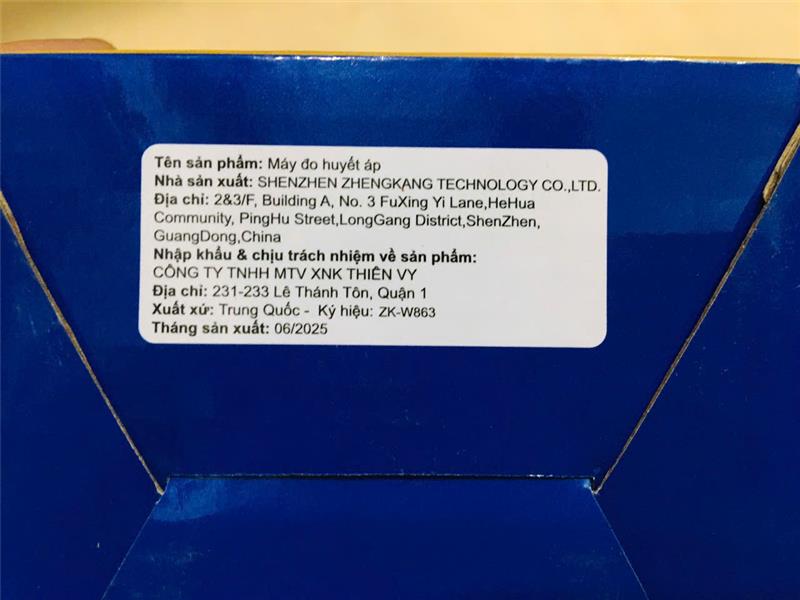 Tên sản phẩm: Máy đo huyết áp
Nhà sản xuất: SHENZHEN ZHENGKANG TECHNOLOGY CO.,LTD.
Địa chỉ: 2&3/F, Building A, No. 3 FuXing Yi Lane,HeHua
Community, PingHu Street,LongGang District,ShenZhen,
GuangDong,China
Nhập khẩu & chịu trách nhiệm về sản phẩm:
CÔNG TY TNHH MTV XNK THIÊN VY
Địa chỉ: 231-233 Lê Thánh Tôn, Quận 1
Xuất xứ: Trung Quốc - Ký hiệu: ZK-W863
Tháng sản xuất: 06/2025